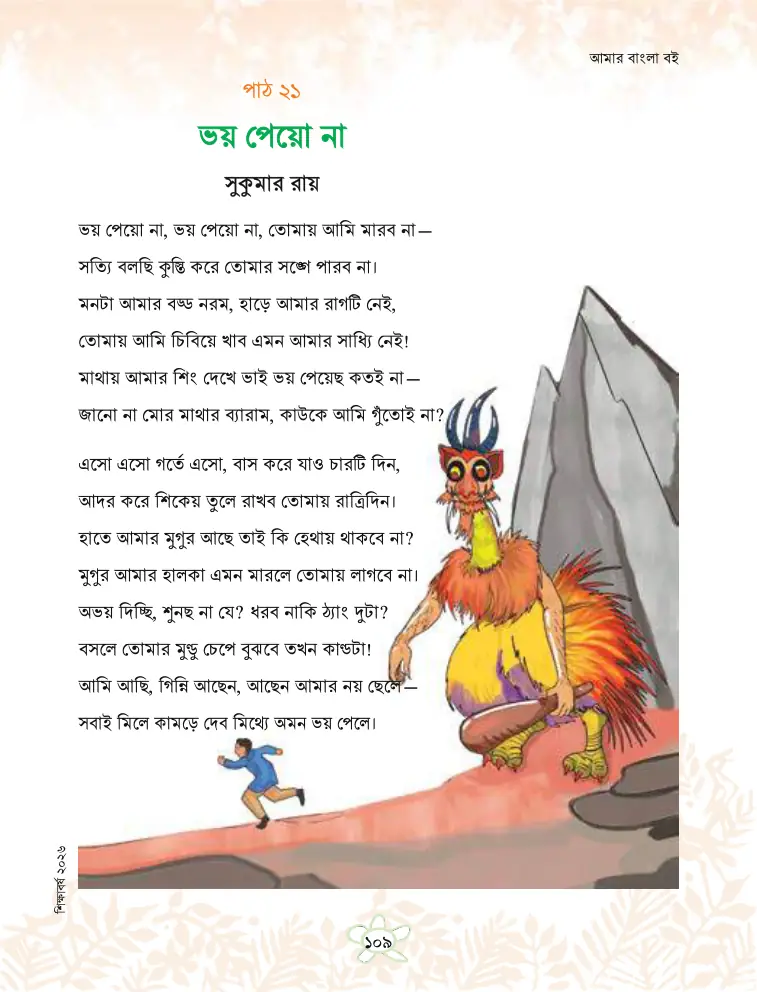 আমার বাংলা বই
পাঠ ২১
ভয় পেয়ো না
সুকুমার রায়
ভয় পেয়ো না, ভয় পেয়ো না, তোমায় আমি মারব না—
সত্যি বলছি কুস্তি করে তোমার সঙ্গে পারব না।
মনটা আমার বড্ড নরম, হাড়ে আমার রাগটি নেই,
তোমায় আমি চিবিয়ে খাব এমন আমার সাধ্যি নেই!
মাথায় আমার শিং দেখে ভাই ভয় পেয়েছ কতই না—
জানো না মোর মাথার ব্যারাম, কাউকে আমি গুঁতোই না?
এসো এসো গর্তে এসো, বাস করে যাও চারটি দিন,
আদর করে শিকেয় তুলে রাখব তোমায় রাত্রিদিন।
হাতে আমার মুগুর আছে তাই কি হেথায় থাকবে না?
মুগুর আমার হালকা এমন মারলে তোমায় লাগবে না।
অভয় দিচ্ছি, শুনছ না যে? ধরব নাকি ঠ্যাং দুটা?
বসলে তোমার মুন্ডু চেপে বুঝবে তখন কান্ডটা!
আমি আছি, গিন্নি আছেন, আছেন আমার নয় ছেলে—
সবাই মিলে কামড়ে দেব মিথ্যে অমন ভয় পেলে।
শিক্ষাবর্ষ ২০২৬
১০৯